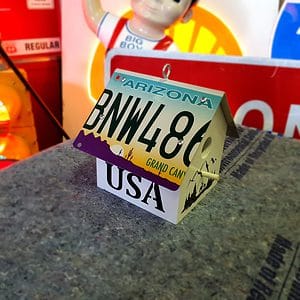 BIG
BOY
REGULAR
ARIZONA
BNW486
GRAND CAN
USA